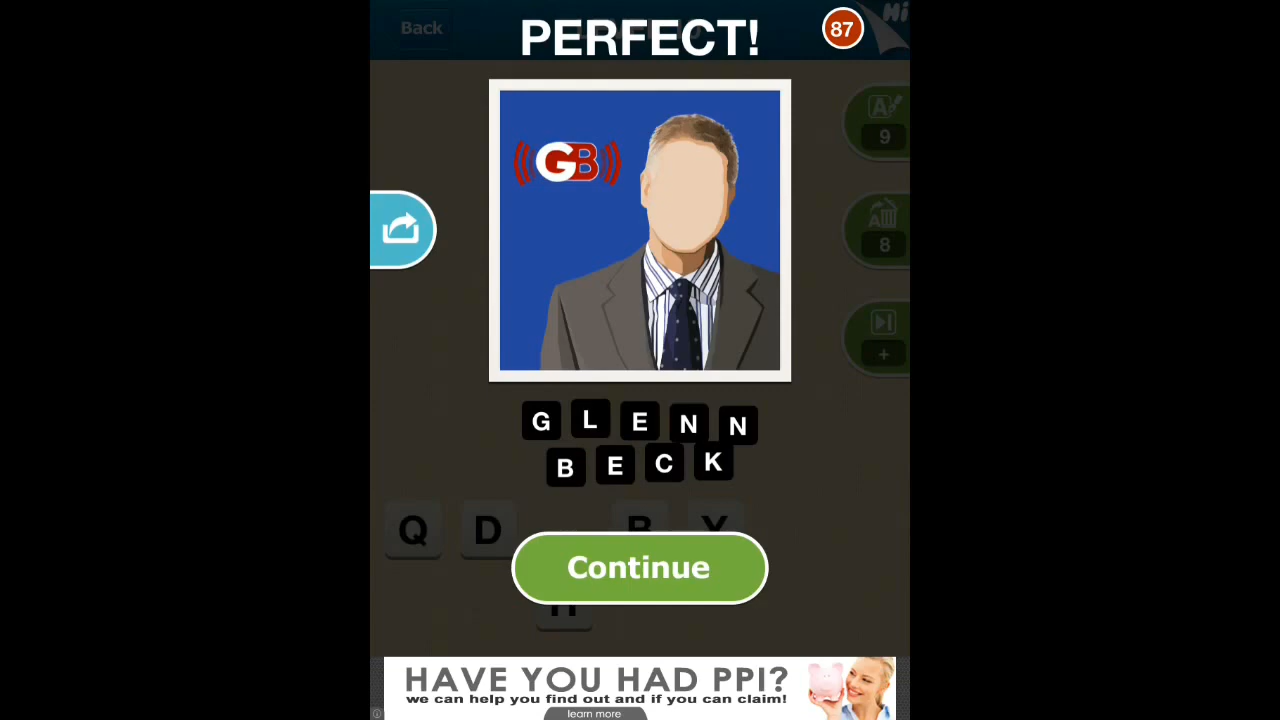 Back
PERFECT!
87
Hi
GB
A
9
A
8
+
GLENN
BECK
Q D B Y
Continue
HAVE YOU HAD PPI?
we can help you find out and if you can claim!
learn more